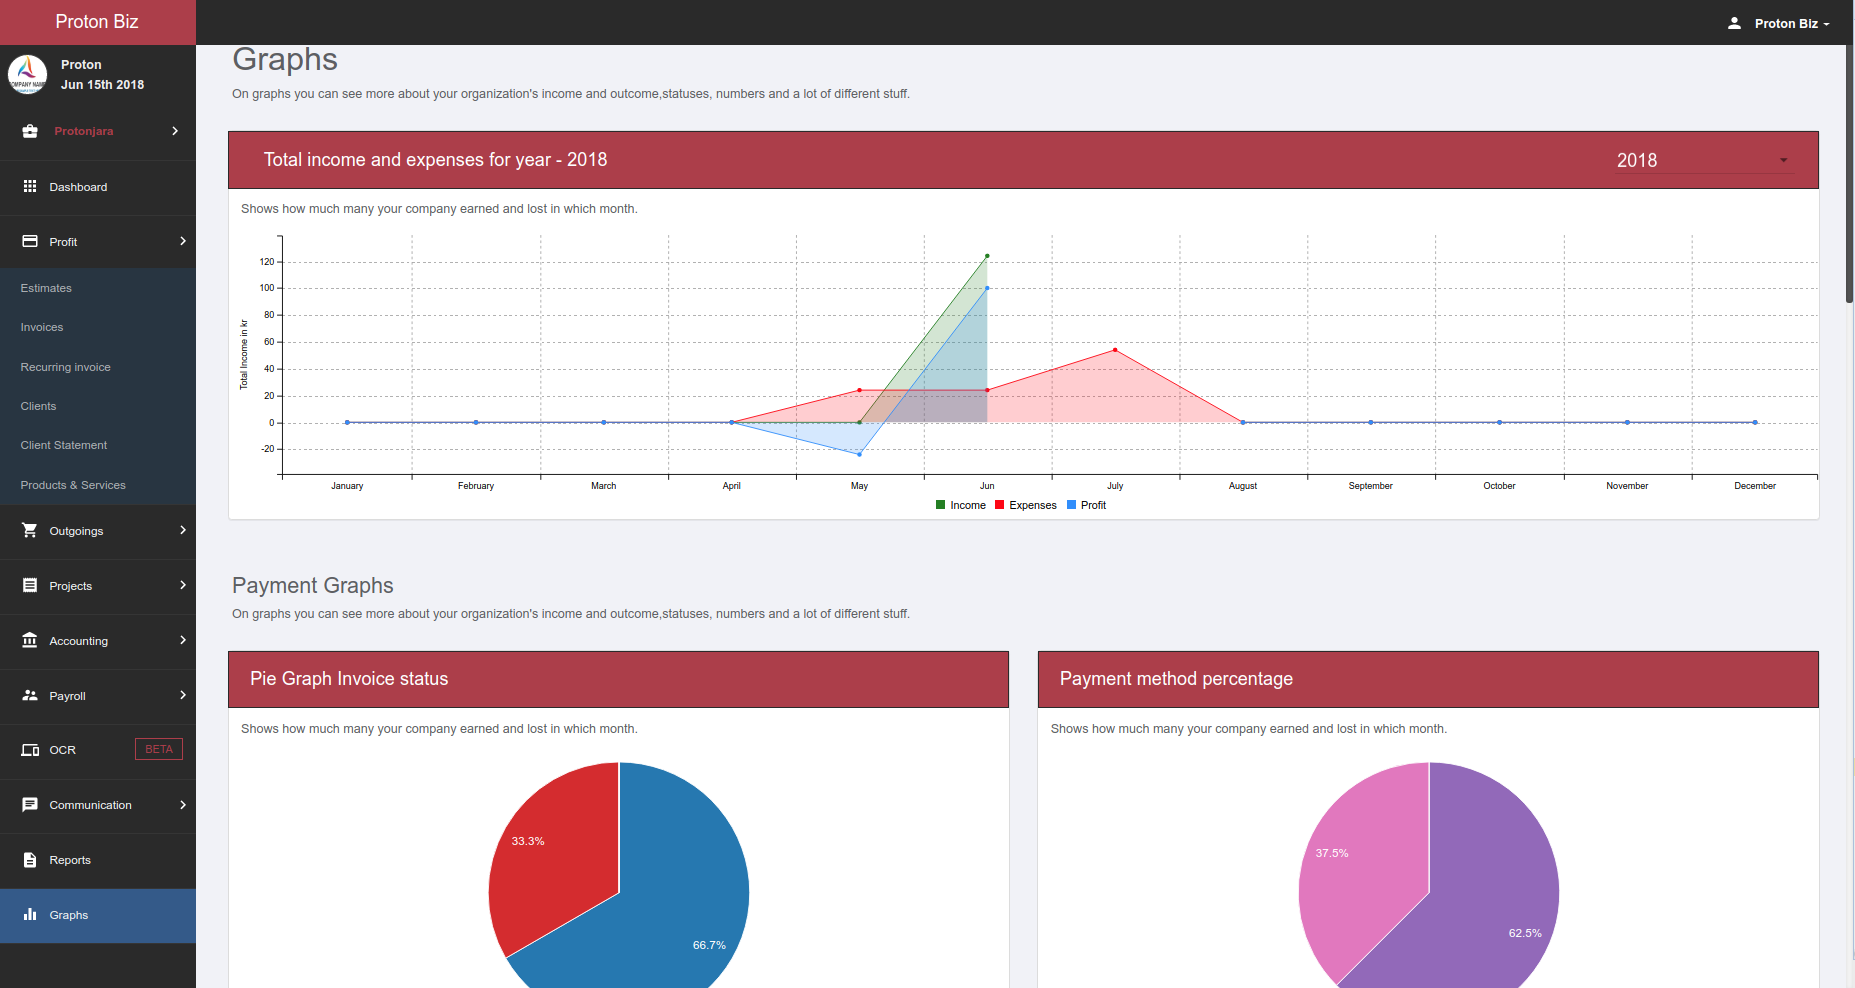 Proton Biz
Proton Biz
Proton
Jun 15th 2018
Protonjara
Dashboard
Profit
Estimates
Invoices
Recurring invoice
Clients
Client Statement
Products & Services
Outgoings
Projects
Accounting
Payroll
OCR BETA
Communication
Reports
Graphs
Graphs
On graphs you can see more about your organization's income and outcome,statuses, numbers and a lot of different stuff.
Total income and expenses for year - 2018
2018
Shows how much many your company earned and lost in which month.
Total Income in kr
120
100
80
60
40
20
0
-20
January February March April May Jun July August September October November December
Income Expenses Profit
Payment Graphs
On graphs you can see more about your organization's income and outcome,statuses, numbers and a lot of different stuff.
Pie Graph Invoice status
Shows how much many your company earned and lost in which month.
33.3%
66.7%
Payment method percentage
Shows how much many your company earned and lost in which month.
37.5%
62.5%